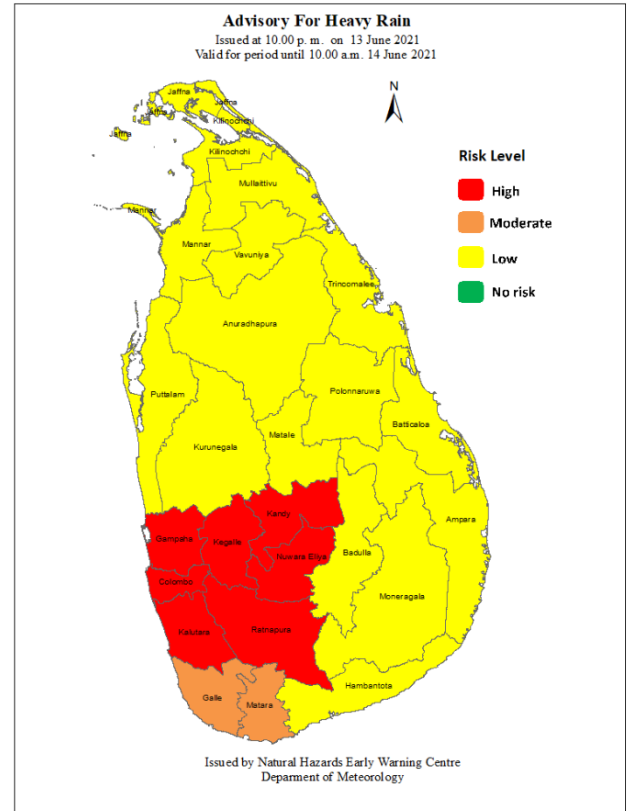 Advisory For Heavy Rain
Issued at 10.00 p. m. on 13 June 2021
Valid for period until 10.00 a.m. 14 June 2021
N
Jaffna
Jaffna
Jaffna
Kilinochchi
Kilinochchi
Mullaittivu
Mannar
Mannar
Vavuniya
Trincomalee
Anuradhapura
Polonnaruwa
Puttalam
Batticaloa
Kurunegala
Matale
Kandy
Ampara
Gampaha
Kegalle
Nuwara Eliya
Badulla
Colombo
Moneragala
Kalutara
Ratnapura
Hambantota
Galle
Matara
Risk Level
High
Moderate
Low
No risk
Issued by Natural Hazards Early Warning Centre
Deparment of Meteorology